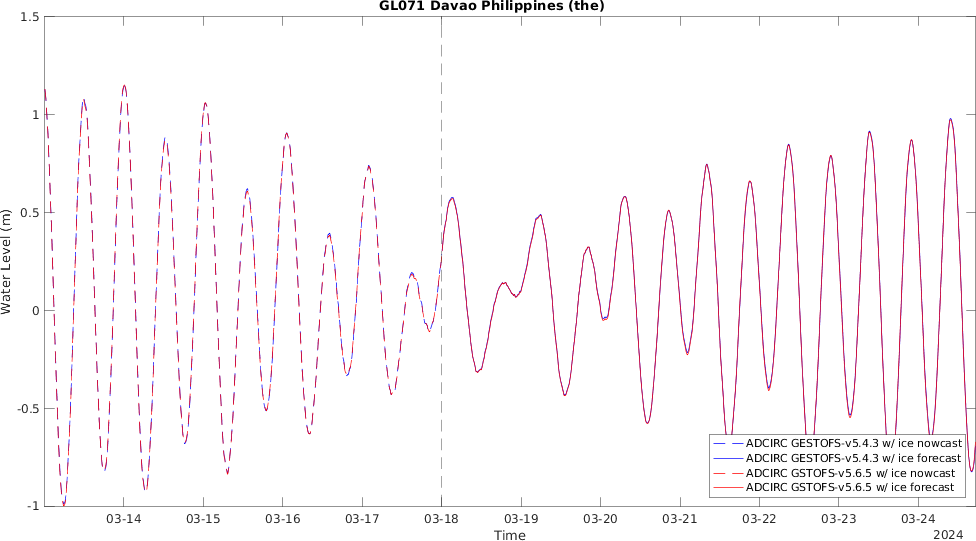 GL071 Davao Philippines (the)
1.5
1
0.5
0
-0.5
-1
Water Level (m)
ADCIRC GESTOFS-v5.4.3 w/ ice nowcast
ADCIRC GESTOFS-v5.4.3 w/ ice forecast
ADCIRC GSTOFS-v5.6.5 w/ ice nowcast
ADCIRC GSTOFS-v5.6.5 w/ ice forecast
03-14 03-15 03-16 03-17 03-18 03-19 03-20 03-21 03-22 03-23 03-24
Time
2024